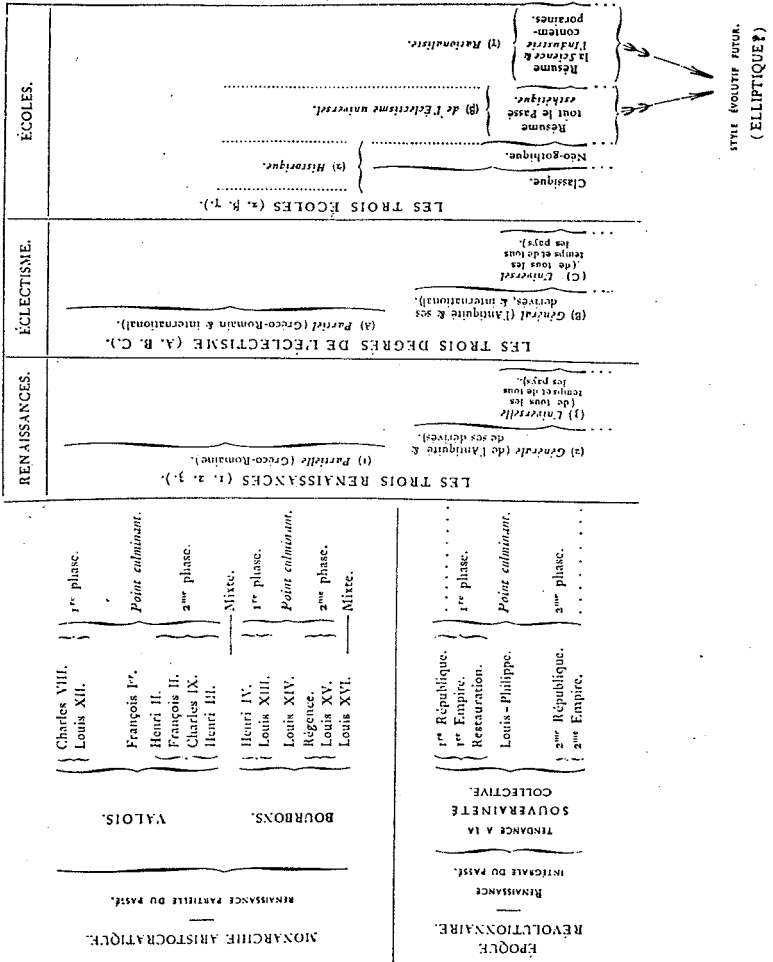 MONARCHIE ARISTOCRATIQUE.
RENAISSANCE PARTIELLE DU PASSÉ.
VALOIS.
Charles VIII.
Louis XII.
1re phase.
François Ier.
Point culminant.
Henri II.
François II.
Charles IX.
Henri III.
2me phase.
Mixte.
BOURBONS.
Henri IV.
Louis XIII.
1re phase.
Louis XIV.
Point culminant.
Régence.
Louis XV.
2me phase.
Louis XVI.
Mixte.
ÉPOQUE
RÉVOLUTIONNAIRE.
RENAISSANCE
INTÉGRALE DU PASSÉ.
TENDANCE A LA
SOUVERAINETÉ
COLLECTIVE.
1re République.
1er Empire.
Restauration.
1re phase.
Louis-Philippe.
Point culminant.
2me République.
2me Empire.
2me phase.
RENAISSANCES.
LES TROIS RENAISSANCES (1. 2. 3.).
(1) Partielle (Gréco-Romaine).
(2) Générale (de l'Antiquité &
de ses dérivés).
(3) Universelle
(de tous les
temps et de tous
les pays).
ÉCLECTISME.
LES TROIS DEGRÉS DE L'ÉCLECTISME (A. B. C.).
(A) Partiel (Gréco-Romain & international).
(B) Général (l'Antiquité & ses
dérivés, & international).
(C) Universel
(de tous les
temps et de tous
les pays).
ÉCOLES.
LES TROIS ÉCOLES (α. β. γ.).
Classique.
Néo-gothique.
(α) Historique.
Résume
tout le Passé
esthétique.
(β) de l'Éclectisme universel.
Résume
la Science &
l'Industrie
contem-
poraines.
(γ) Rationaliste.
STYLE ÉVOLUTIF FUTUR.
(ELLIPTIQUE?)